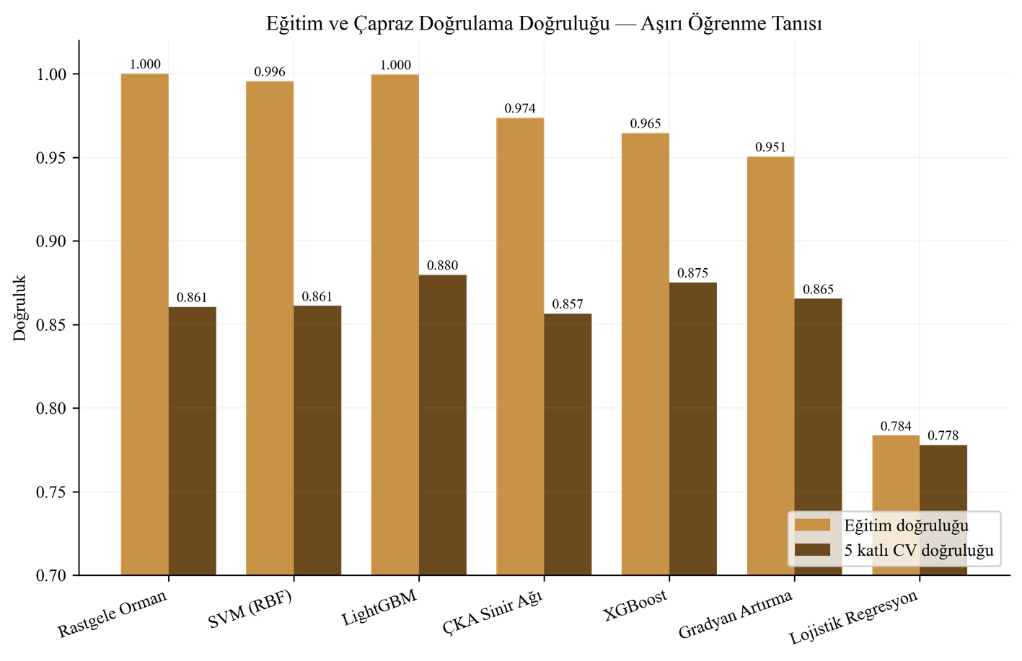 Eğitim ve Çapraz Doğrulama Doğruluğu — Aşırı Öğrenme Tanısı
Doğruluk
1.00
0.95
0.90
0.85
0.80
0.75
0.70
1.000
0.861
0.996
0.861
1.000
0.880
0.974
0.857
0.965
0.875
0.951
0.865
0.784
0.778
Eğitim doğruluğu
5 katlı CV doğruluğu
Rastgele Orman
SVM (RBF)
LightGBM
ÇKA Sinir Ağı
XGBoost
Gradyan Artırma
Lojistik Regresyon